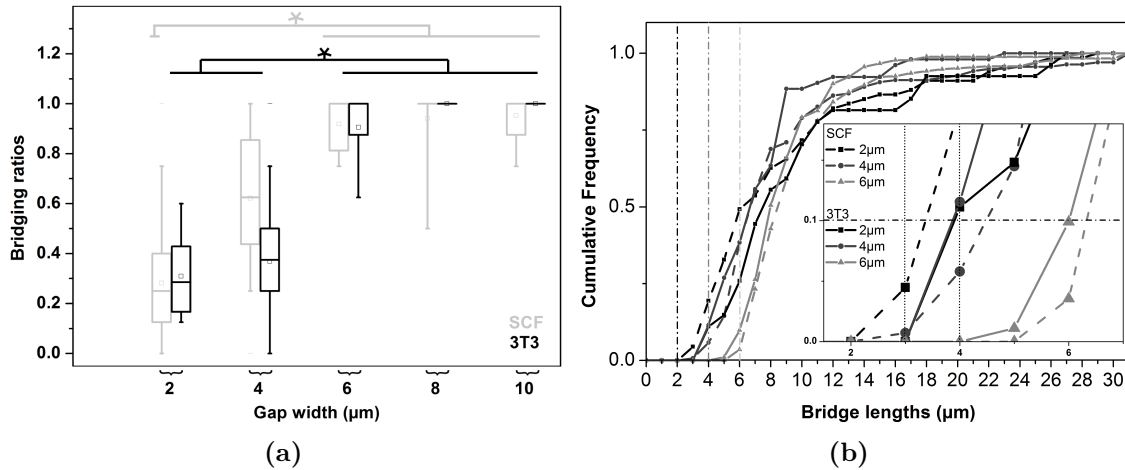 *
*
1.2
1.0
0.8
0.6
0.4
0.2
0.0
Bridging ratios
SCF
3T3
2 4 6 8 10
Gap width (µm)
(a)
1.0
0.5
0.0
Cumulative Frequency
SCF
2µm
4µm
6µm
3T3
2µm
4µm
6µm
0.1
0.0
2 4 6
0 2 4 6 8 10 12 14 16 18 20 22 24 26 28 30
Bridge lengths (µm)
(b)